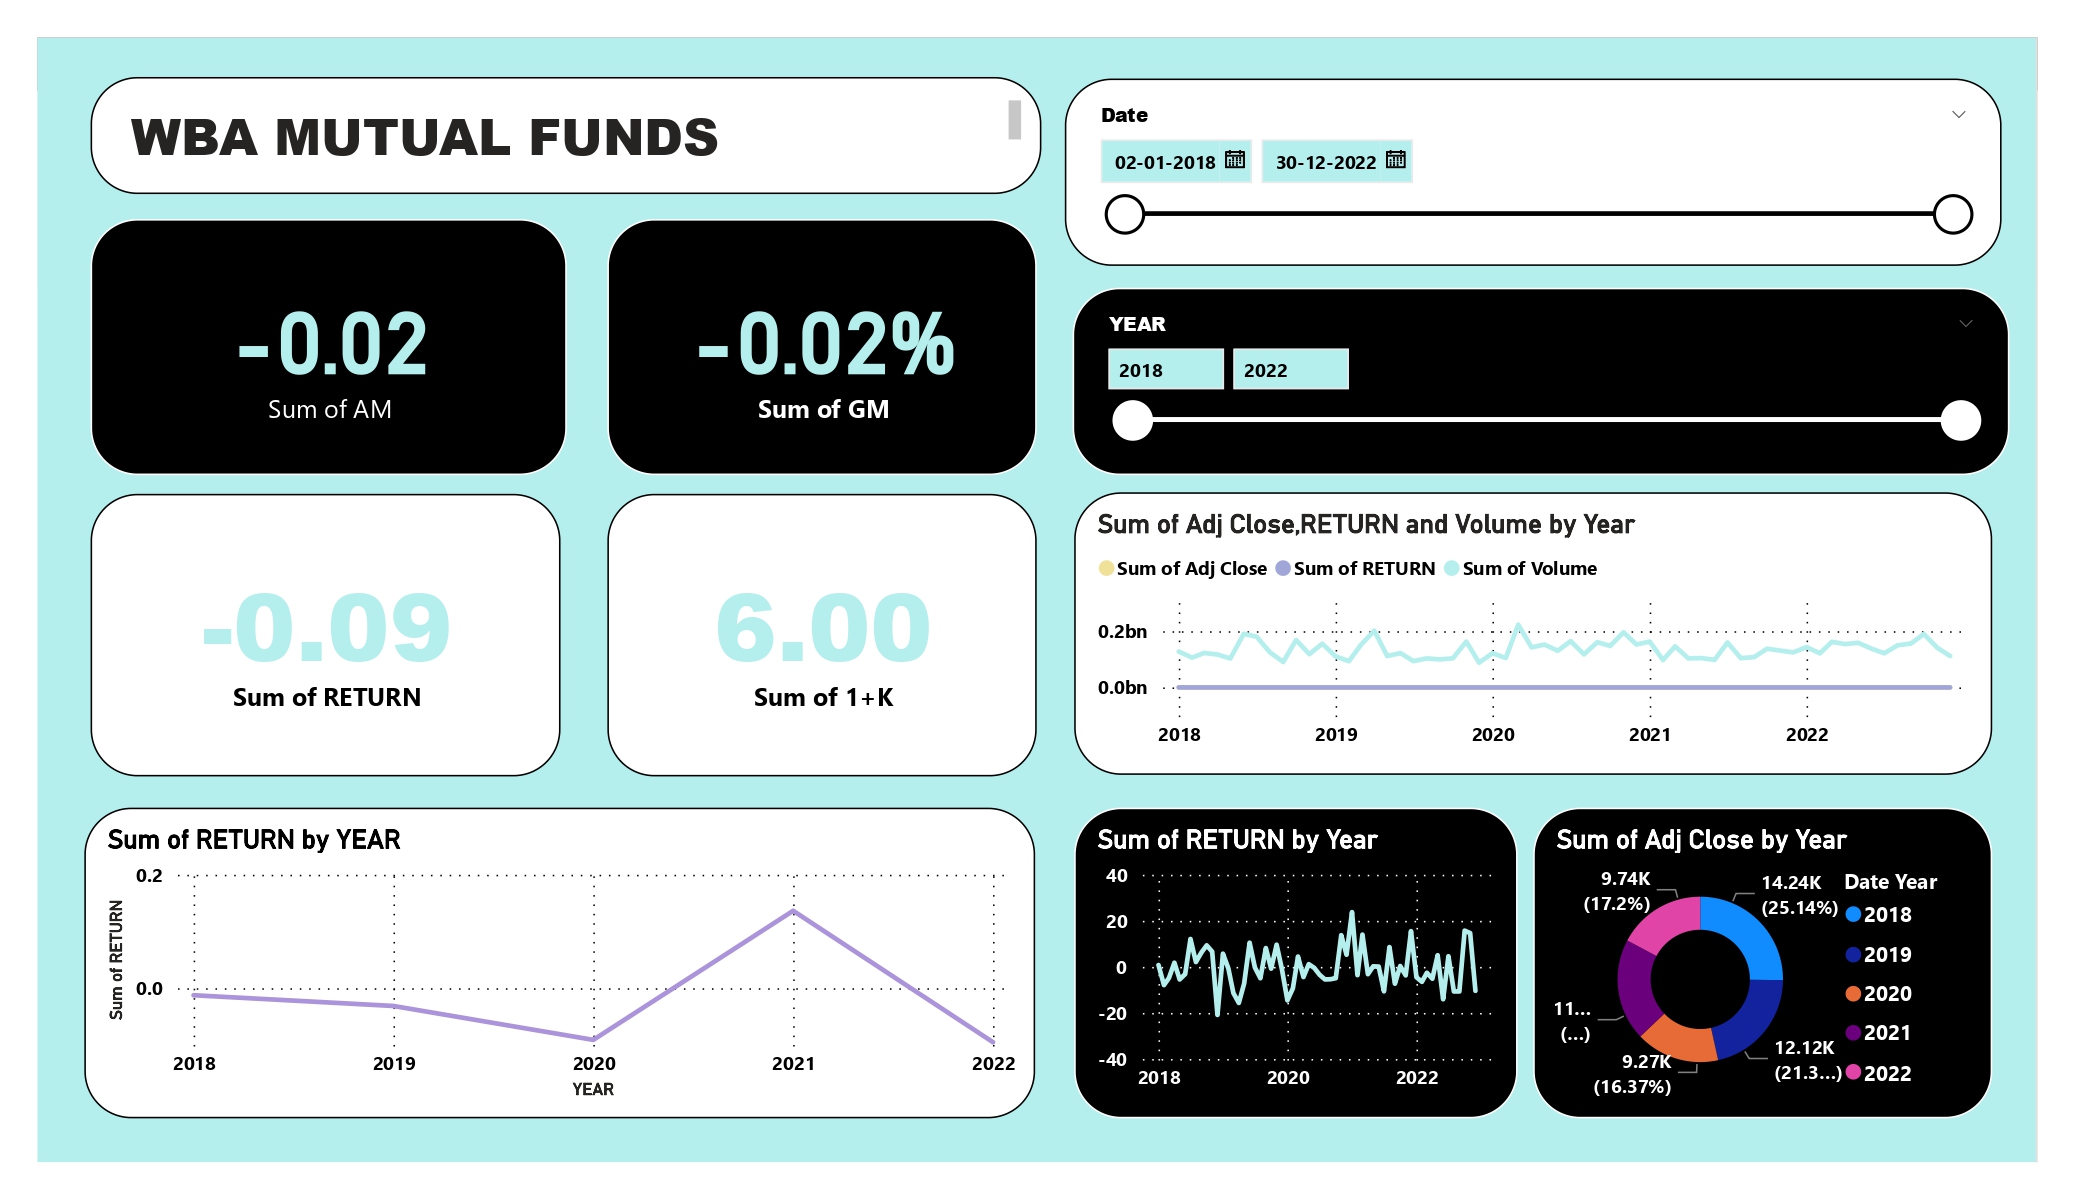 WBA MUTUAL FUNDS
Date
02-01-2018 30-12-2022
-0.02
Sum of AM
-0.02%
Sum of GM
YEAR
2018 2022
-0.09
Sum of RETURN
6.00
Sum of 1+K
Sum of Adj Close,RETURN and Volume by Year
Sum of Adj Close Sum of RETURN Sum of Volume
0.2bn
0.0bn
2018 2019 2020 2021 2022
Sum of RETURN by YEAR
Sum of RETURN
0.2
0.0
2018 2019 2020 2021 2022
YEAR
Sum of RETURN by Year
40
20
0
-20
-40
2018 2020 2022
Sum of Adj Close by Year
9.74K
(17.2%)
14.24K
(25.14%)
11...
(...)
9.27K
(16.37%)
12.12K
(21.3...)
Date Year
2018
2019
2020
2021
2022